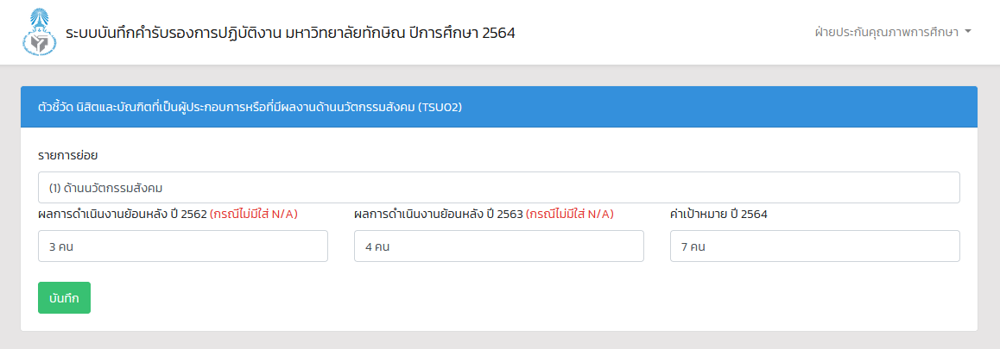 ระบบบันทึกคำรับรองการปฏิบัติงาน มหาวิทยาลัยทักษิณ ปีการศึกษา 2564
ฝ่ายประกันคุณภาพการศึกษา
ตัวชี้วัด นิสิตและบัณฑิตที่เป็นผู้ประกอบการหรือที่มีผลงานด้านนวัตกรรมสังคม (TSU02)
รายการย่อย
(1) ด้านนวัตกรรมสังคม
ผลการดำเนินงานย้อนหลัง ปี 2562 (กรณีไม่มีใส่ N/A)
ผลการดำเนินงานย้อนหลัง ปี 2563 (กรณีไม่มีใส่ N/A)
ค่าเป้าหมาย ปี 2564
3 คน
4 คน
7 คน
บันทึก